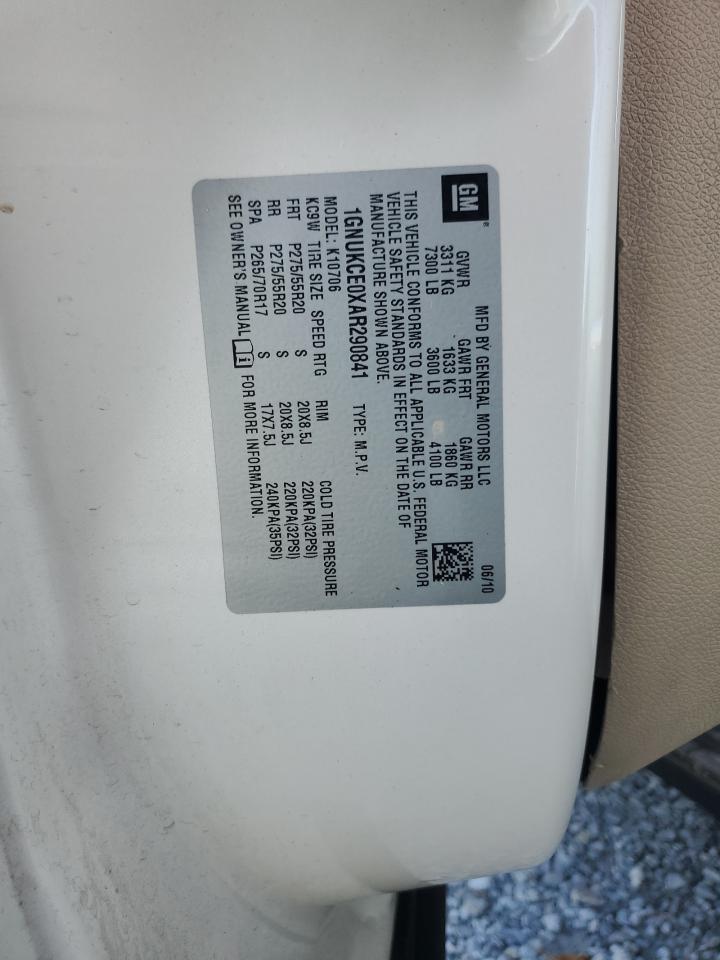 GM ®
MFD BY GENERAL MOTORS LLC 06/10
GVWR GAWR FRT GAWR RR
3311 KG 1633 KG 1860 KG
7300 LB 3600 LB 4100 LB
THIS VEHICLE CONFORMS TO ALL APPLICABLE U.S. FEDERAL MOTOR
VEHICLE SAFETY STANDARDS IN EFFECT ON THE DATE OF
MANUFACTURE SHOWN ABOVE.
1GNUKCE0XAR290841 TYPE: M.P.V.
MODEL: K10706
KC9W TIRE SIZE SPEED RTG RIM COLD TIRE PRESSURE
FRT P275/55R20 S 20X8.5J 220KPA(32PSI)
RR P275/55R20 S 20X8.5J 220KPA(32PSI)
SPA P265/70R17 S 17X7.5J 240KPA(35PSI)
SEE OWNER'S MANUAL i FOR MORE INFORMATION.